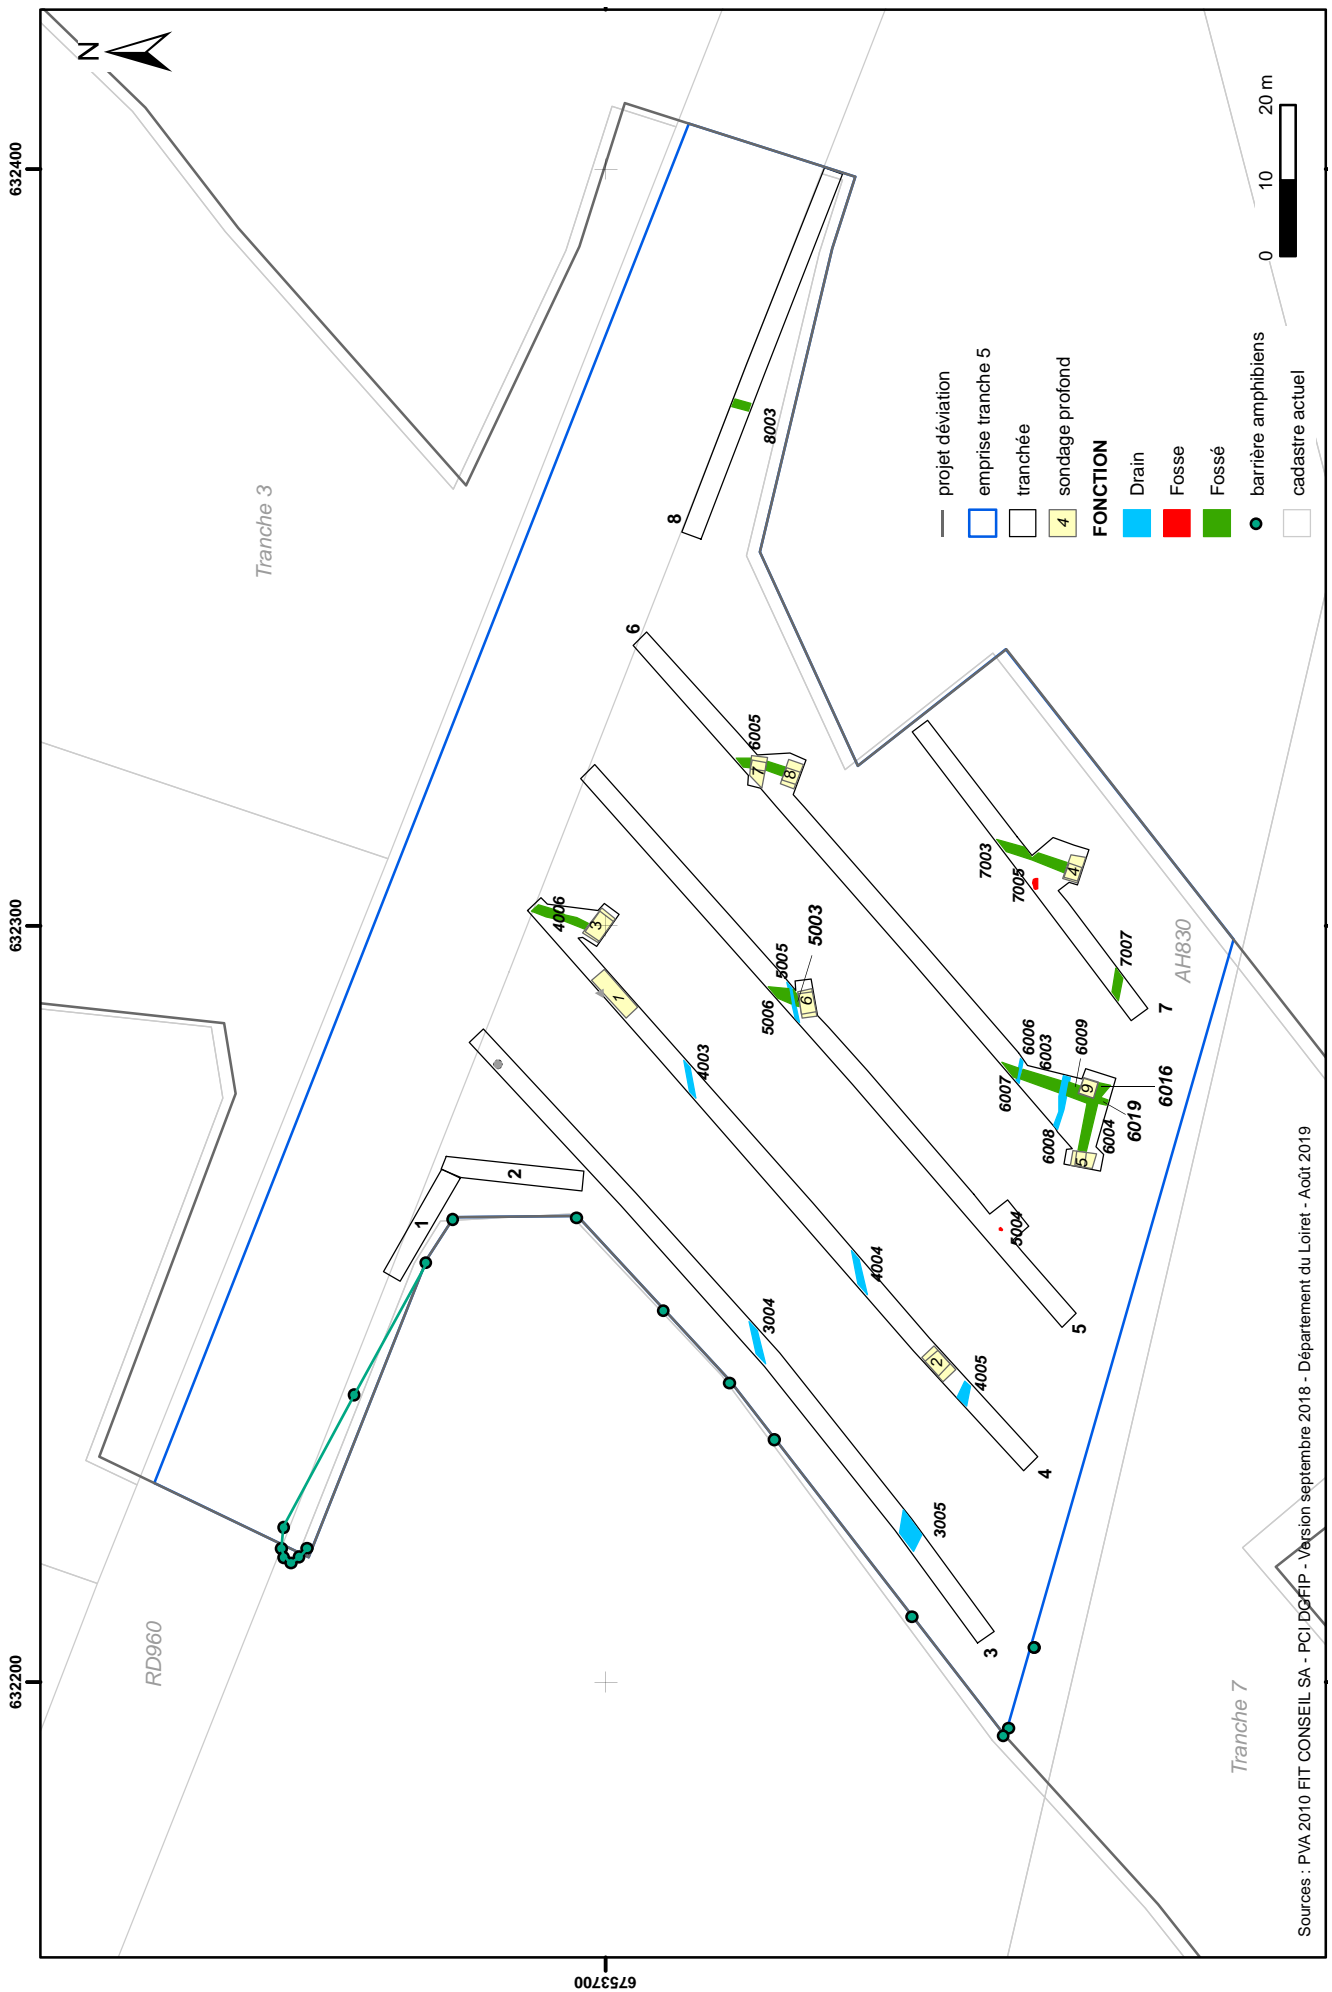 N
632200
632300
632400
6753700
RD960
Tranche 3
Tranche 7
AH830
1
2
3
4
5
6
7
8
3004
3005
4003
4004
4005
4006
5003
5004
5005
5006
6003
6004
6005
6006
6007
6008
6009
6016
6019
7003
7005
7007
8003
1
2
3
4
5
6
7
8
9
projet déviation
emprise tranche 5
tranchée
4 sondage profond
FONCTION
Drain
Fosse
Fossé
barrière amphibiens
cadastre actuel
0 10 20 m
Sources : PVA 2010 FIT CONSEIL SA - PCI DGFIP - Version septembre 2018 - Département du Loiret - Août 2019